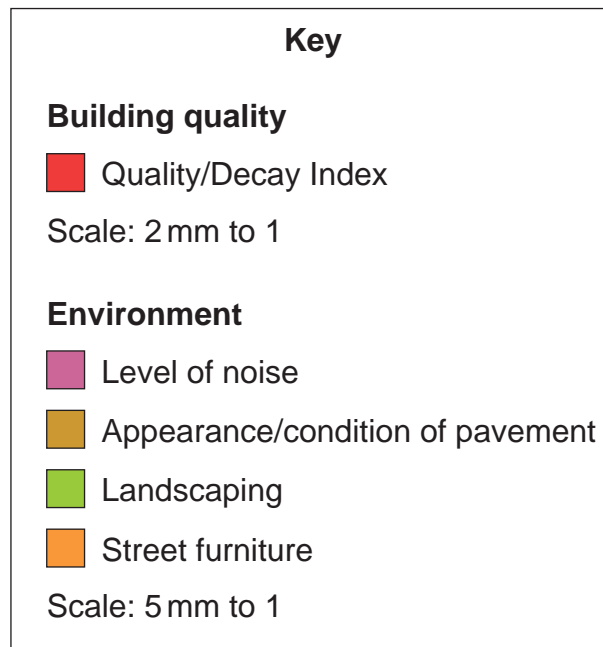 Key
Building quality
Quality/Decay Index
Scale: 2 mm to 1
Environment
Level of noise
Appearance/condition of pavement
Landscaping
Street furniture
Scale: 5 mm to 1